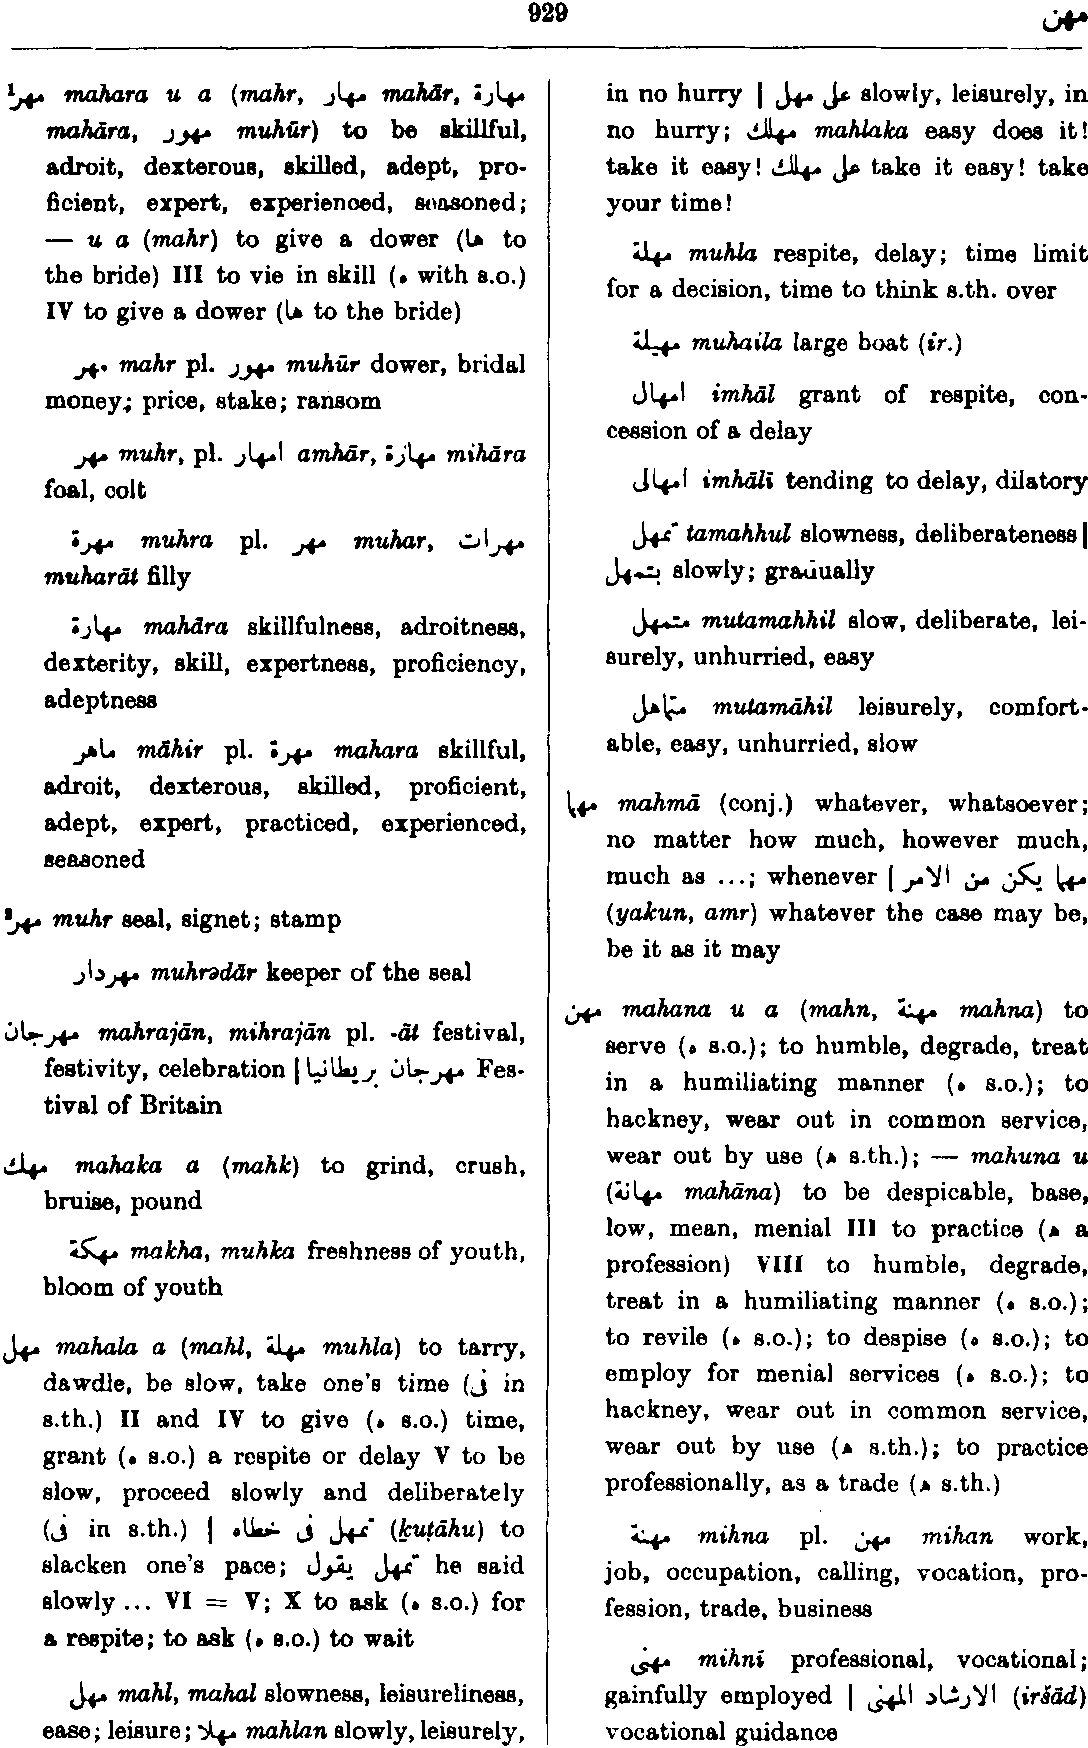 929
مهن
¹مهر mahara u a (mahr, مهار mahār, مهارة
mahāra, مهور muhūr) to be skillful,
adroit, dexterous, skilled, adept, pro-
ficient, expert, experienced, seasoned;
— u a (mahr) to give a dower (ها to
the bride) III to vie in skill (ه with s.o.)
IV to give a dower (ها to the bride)
مهر mahr pl. مهور muhūr dower, bridal
money; price, stake; ransom
مهر muhr, pl. امهار amhār, مهارة mihāra
foal, colt
مهرة muhra pl. مهر muhar, مهرات
muharāt filly
مهارة mahāra skillfulness, adroitness,
dexterity, skill, expertness, proficiency,
adeptness
ماهر māhir pl. مهرة mahara skillful,
adroit, dexterous, skilled, proficient,
adept, expert, practiced, experienced,
seasoned
²مهر muhr seal, signet; stamp
مهردار muhrədār keeper of the seal
مهرجان mahrajān, mihrajān pl. -āt festival,
festivity, celebration | مهرجان بريطانيا Fes-
tival of Britain
مهك mahaka a (mahk) to grind, crush,
bruise, pound
مهكة makha, muhka freshness of youth,
bloom of youth
مهل mahala a (mahl, مهلة muhla) to tarry,
dawdle, be slow, take one's time (فى in
s.th.) II and IV to give (ه s.o.) time,
grant (ه s.o.) a respite or delay V to be
slow, proceed slowly and deliberately
(فى in s.th.) | تمهل فى خطاه (ḵuṭāhu) to
slacken one's pace; تمهل يقول he said
slowly ... VI = V; X to ask (ه s.o.) for
a respite; to ask (ه s.o.) to wait
مهل mahl, mahal slowness, leisureliness,
ease; leisure; مهلا mahlan slowly, leisurely,
in no hurry | على مهل slowly, leisurely, in
no hurry; مهلك mahlaka easy does it!
take it easy! على مهلك take it easy! take
your time!
مهلة muhla respite, delay; time limit
for a decision, time to think s.th. over
مهيلة muhaila large boat (ir.)
امهال imhāl grant of respite, con-
cession of a delay
امهالى imhālī tending to delay, dilatory
تمهل tamahhul slowness, deliberateness |
بتمهل slowly; gradually
متمهل mutamahhil slow, deliberate, lei-
surely, unhurried, easy
متماهل mutamāhil leisurely, comfort-
able, easy, unhurried, slow
مهما mahmā (conj.) whatever, whatsoever;
no matter how much, however much,
much as ...; whenever | مهما يكن من الامر
(yakun, amr) whatever the case may be,
be it as it may
مهن mahana u a (mahn, مهنة mahna) to
serve (ه s.o.); to humble, degrade, treat
in a humiliating manner (ه s.o.); to
hackney, wear out in common service,
wear out by use (ه s.th.); — mahuna u
(مهانة mahāna) to be despicable, base,
low, mean, menial III to practice (ه a
profession) VIII to humble, degrade,
treat in a humiliating manner (ه s.o.);
to revile (ه s.o.); to despise (ه s.o.); to
employ for menial services (ه s.o.); to
hackney, wear out in common service,
wear out by use (ه s.th.); to practice
professionally, as a trade (ه s.th.)
مهنة mihna pl. مهن mihan work,
job, occupation, calling, vocation, pro-
fession, trade, business
مهنى mihnī professional, vocational;
gainfully employed | الارشاد المهنى (iršād)
vocational guidance